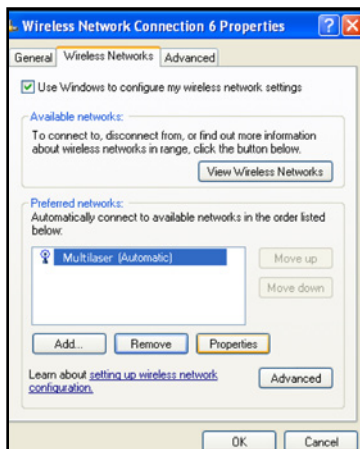 Wireless Network Connection 6 Properties
General Wireless Networks Advanced
Use Windows to configure my wireless network settings
Available networks:
To connect to, disconnect from, or find out more information
about wireless networks in range, click the button below.
View Wireless Networks
Preferred networks:
Automatically connect to available networks in the order listed
below:
Multilaser (Automatic)
Move up
Move down
Add... Remove Properties
Learn about setting up wireless network
configuration.
Advanced
OK Cancel